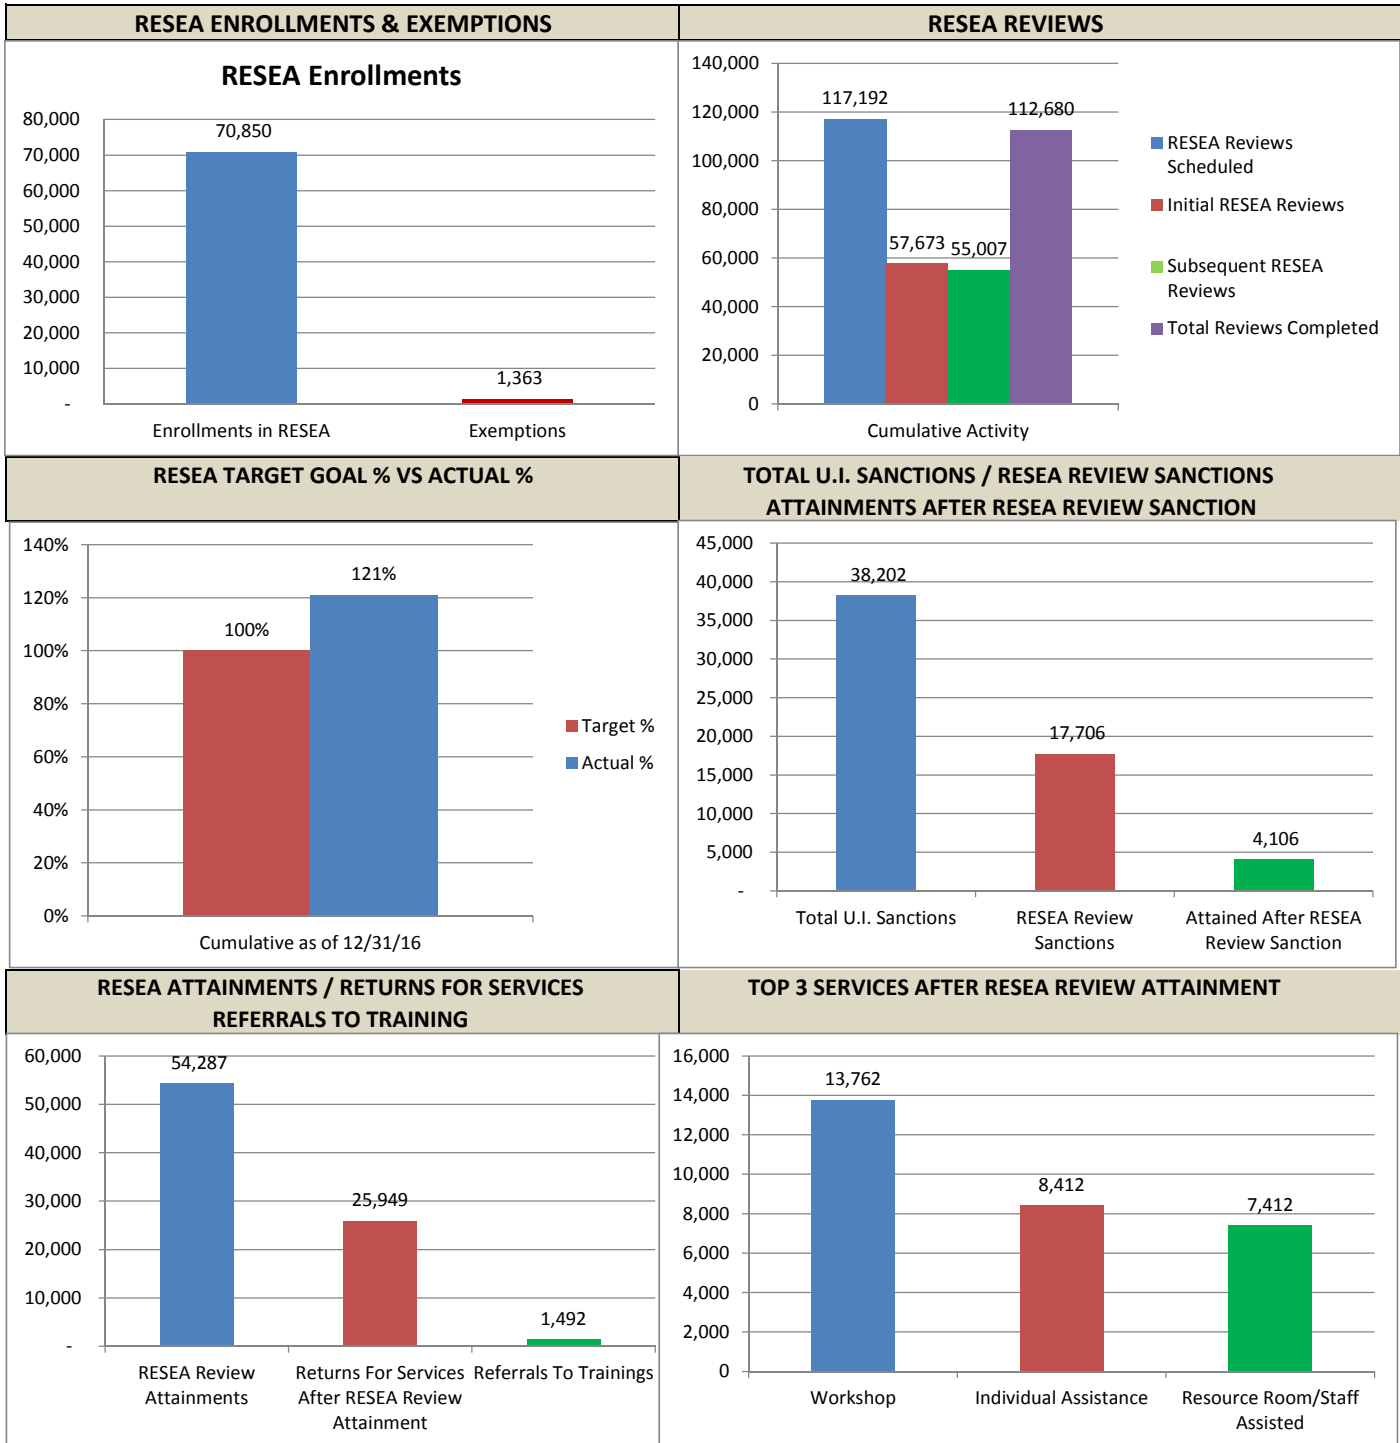 RESEA ENROLLMENTS & EXEMPTIONS
RESEA Enrollments
80,000
70,000
60,000
50,000
40,000
30,000
20,000
10,000
-
70,850
1,363
Enrollments in RESEA
Exemptions
RESEA REVIEWS
140,000
120,000
100,000
80,000
60,000
40,000
20,000
0
117,192
57,673
55,007
112,680
Cumulative Activity
RESEA Reviews
Scheduled
Initial RESEA Reviews
Subsequent RESEA
Reviews
Total Reviews Completed
RESEA TARGET GOAL % VS ACTUAL %
140%
120%
100%
80%
60%
40%
20%
0%
100%
121%
Cumulative as of 12/31/16
Target %
Actual %
TOTAL U.I. SANCTIONS / RESEA REVIEW SANCTIONS
ATTAINMENTS AFTER RESEA REVIEW SANCTION
45,000
40,000
35,000
30,000
25,000
20,000
15,000
10,000
5,000
-
38,202
17,706
4,106
Total U.I. Sanctions
RESEA Review
Sanctions
Attained After RESEA
Review Sanction
RESEA ATTAINMENTS / RETURNS FOR SERVICES
REFERRALS TO TRAINING
60,000
50,000
40,000
30,000
20,000
10,000
-
54,287
25,949
1,492
RESEA Review
Attainments
Returns For Services
After RESEA Review
Attainment
Referrals To Trainings
TOP 3 SERVICES AFTER RESEA REVIEW ATTAINMENT
16,000
14,000
12,000
10,000
8,000
6,000
4,000
2,000
0
13,762
8,412
7,412
Workshop
Individual Assistance
Resource Room/Staff
Assisted